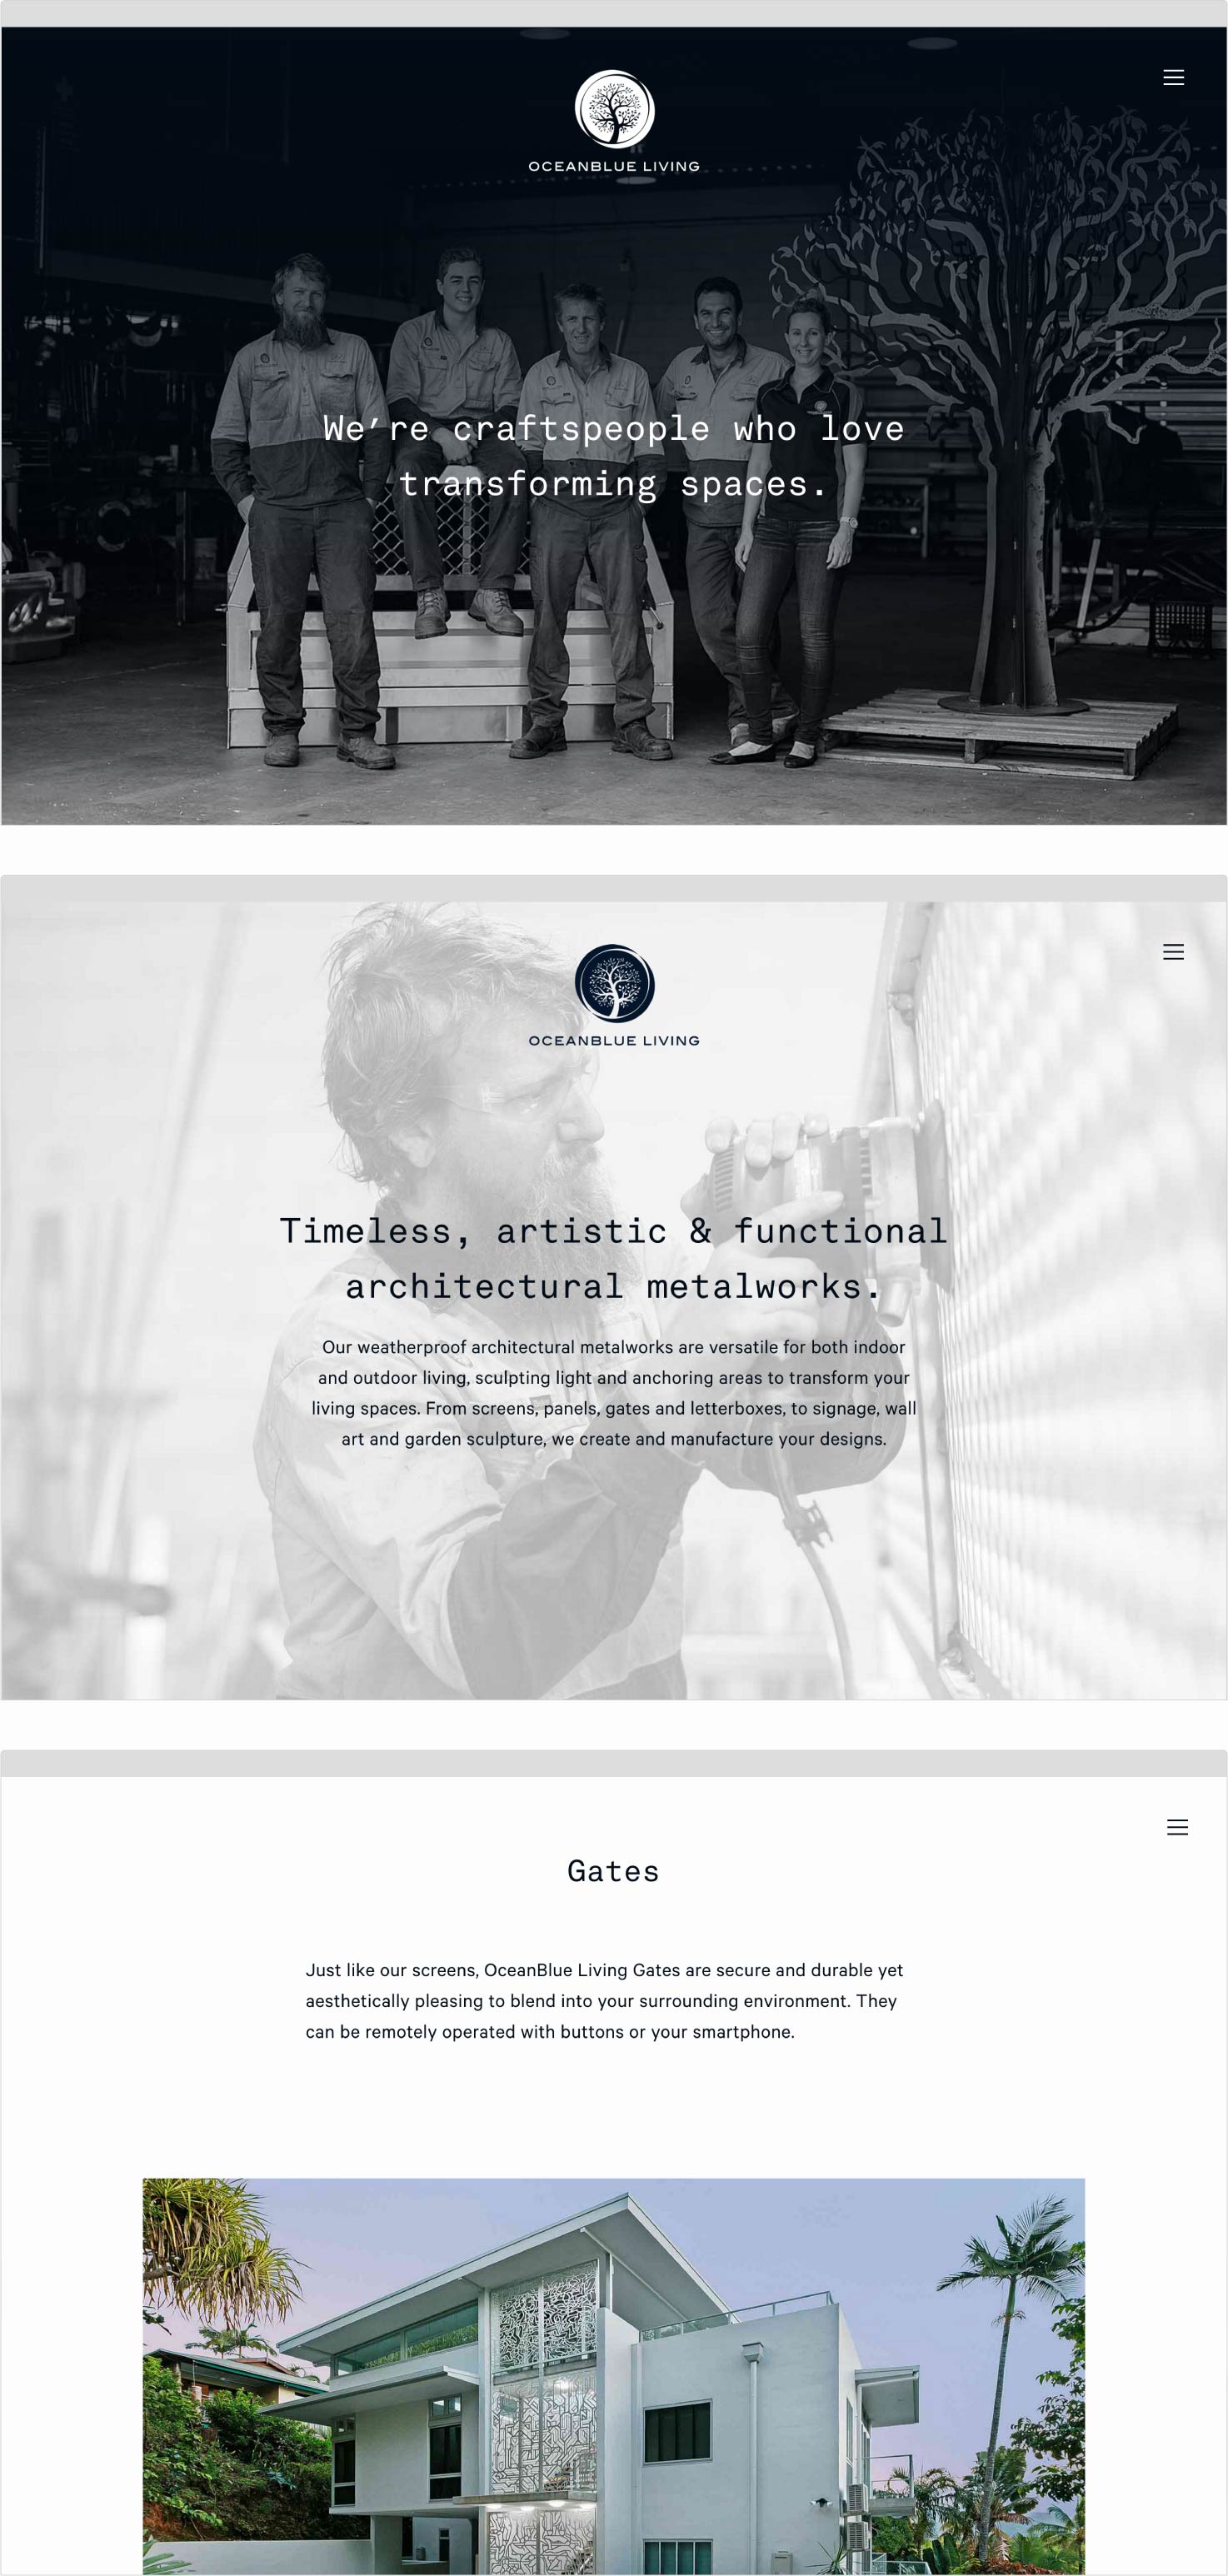 OCEANBLUE LIVING
We're craftspeople who love
transforming spaces.
OCEANBLUE LIVING
Timeless, artistic & functional
architectural metalworks.
Our weatherproof architectural metalworks are versatile for both indoor
and outdoor living, sculpting light and anchoring areas to transform your
living spaces. From screens, panels, gates and letterboxes, to signage, wall
art and garden sculpture, we create and manufacture your designs.
Gates
Just like our screens, OceanBlue Living Gates are secure and durable yet
aesthetically pleasing to blend into your surrounding environment. They
can be remotely operated with buttons or your smartphone.